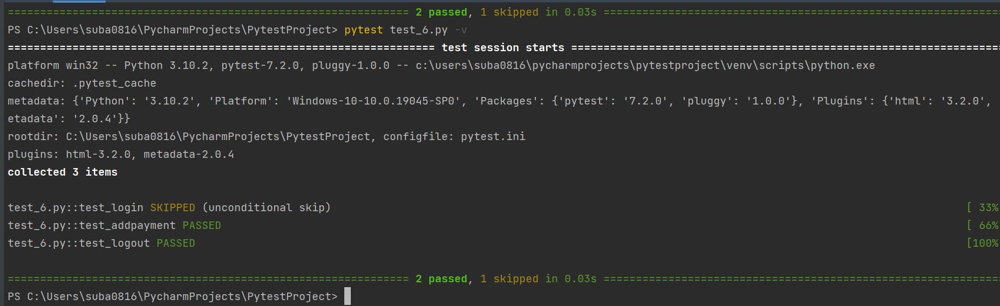 ============================================================== 2 passed, 1 skipped in 0.03s ==============================================================
PS C:\Users\suba0816\PycharmProjects\PytestProject> pytest test_6.py -v
================================================================== test session starts ==================================================================
platform win32 -- Python 3.10.2, pytest-7.2.0, pluggy-1.0.0 -- c:\users\suba0816\pycharmprojects\pytestproject\venv\scripts\python.exe
cachedir: .pytest_cache
metadata: {'Python': '3.10.2', 'Platform': 'Windows-10-10.0.19045-SP0', 'Packages': {'pytest': '7.2.0', 'pluggy': '1.0.0'}, 'Plugins': {'html': '3.2.0',
etadata': '2.0.4'}}
rootdir: C:\Users\suba0816\PycharmProjects\PytestProject, configfile: pytest.ini
plugins: html-3.2.0, metadata-2.0.4
collected 3 items
test_6.py::test_login SKIPPED (unconditional skip) [ 33%
test_6.py::test_addpayment PASSED [ 66%
test_6.py::test_logout PASSED [100%
============================================================== 2 passed, 1 skipped in 0.03s ==============================================================
PS C:\Users\suba0816\PycharmProjects\PytestProject>